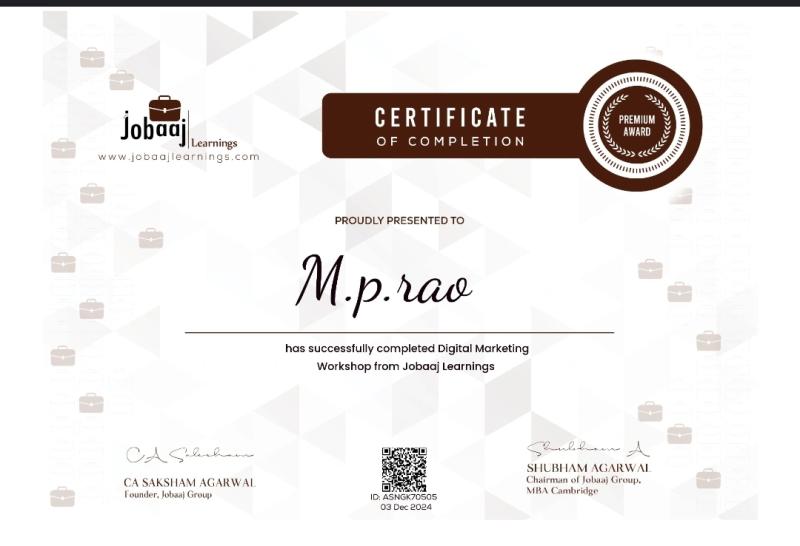 jobaaj Learnings
www.jobaajlearnings.com
CERTIFICATE
OF COMPLETION
PREMIUM
AWARD
PROUDLY PRESENTED TO
M.p.rao
has successfully completed Digital Marketing
Workshop from Jobaaj Learnings
CA Saksham
CA SAKSHAM AGARWAL
Founder, Jobaaj Group
ID: ASNGK70505
03 Dec 2024
Shubham A
SHUBHAM AGARWAL
Chairman of Jobaaj Group,
MBA Cambridge